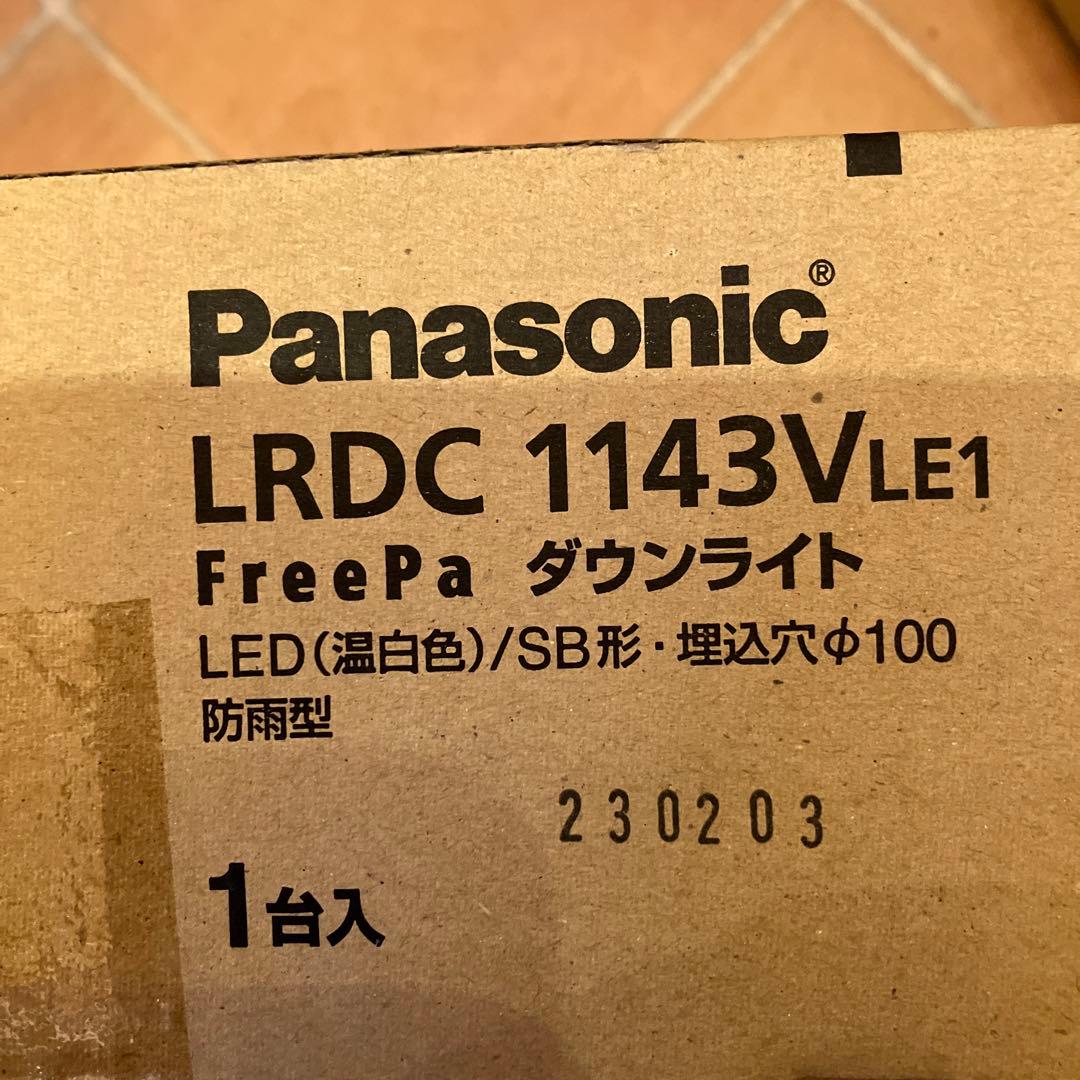 Panasonic®
LRDC 1143VLE1
FreePa ダウンライト
LED(温白色)/SB形・埋込穴φ100
防雨型
230203
1台入